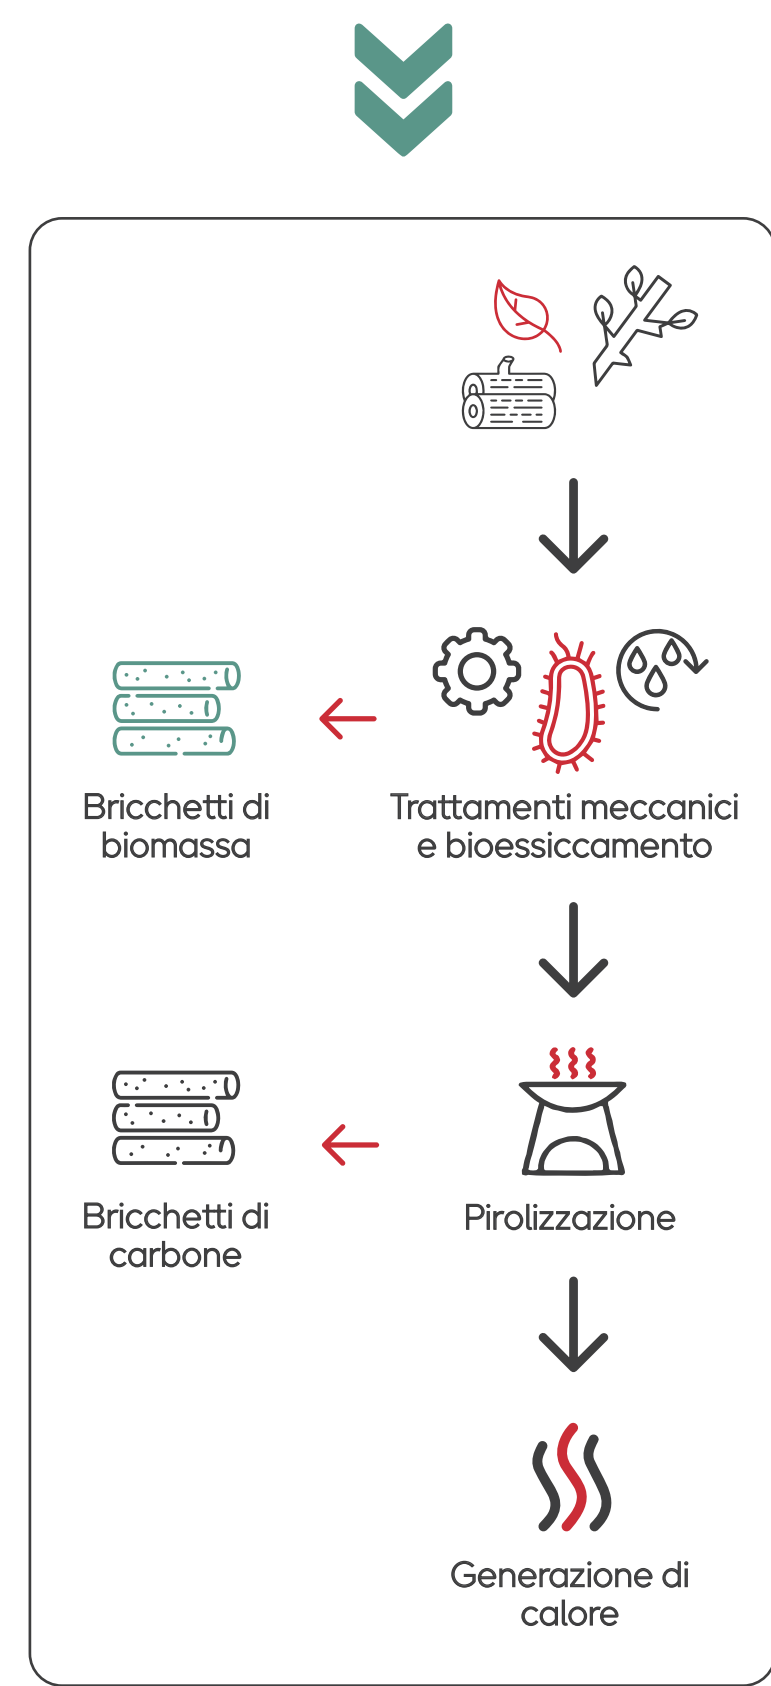 Bricchetti di
biomassa
Trattamenti meccanici
e bioessiccamento
Bricchetti di
carbone
Pirolizzazione
Generazione di
calore